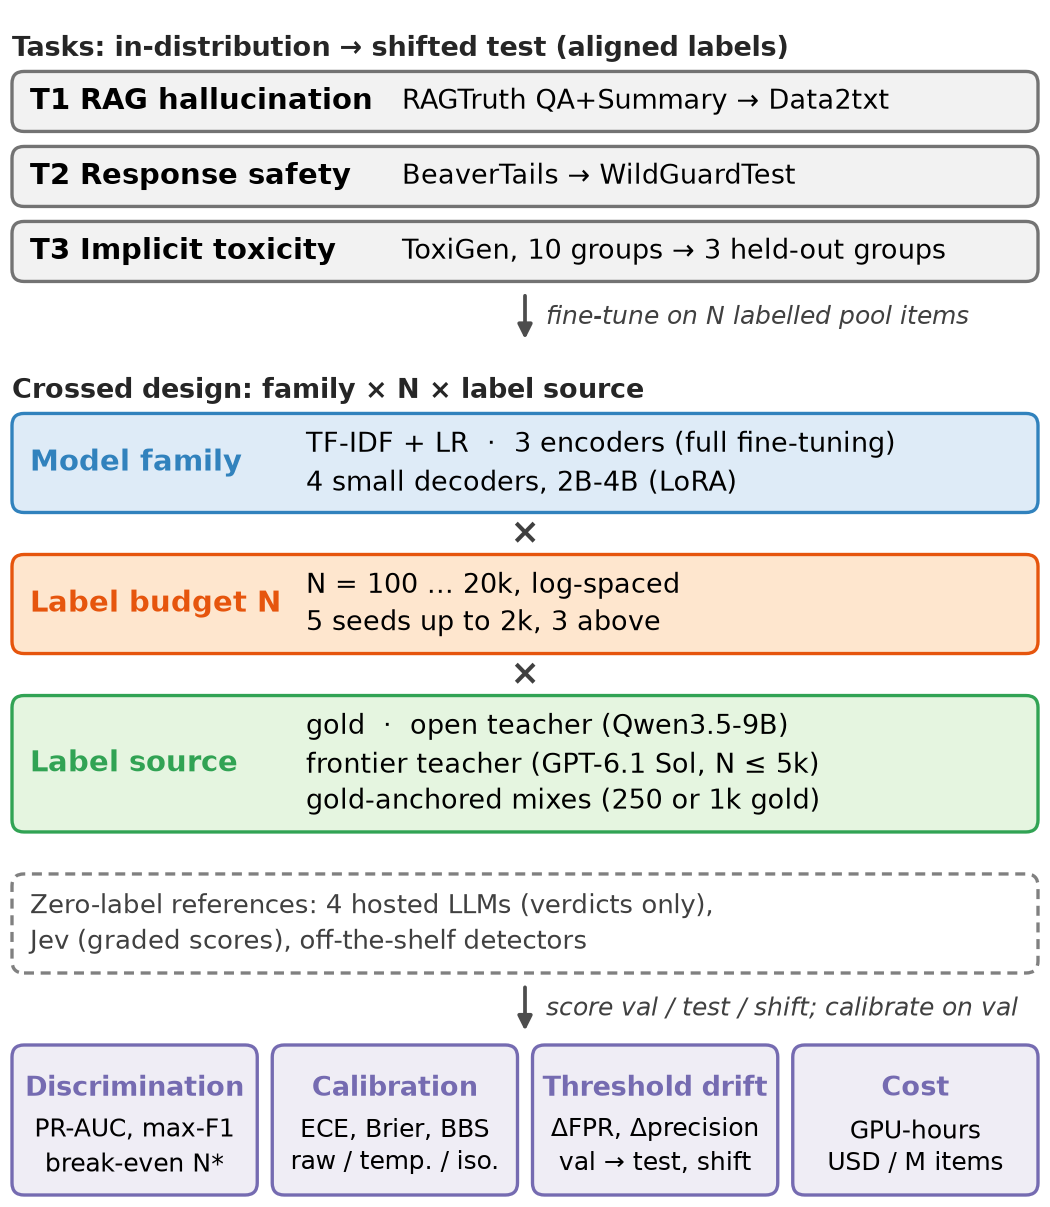 Tasks: in-distribution → shifted test (aligned labels)
T1 RAG hallucination RAGTruth QA+Summary → Data2txt
T2 Response safety BeaverTails → WildGuardTest
T3 Implicit toxicity ToxiGen, 10 groups → 3 held-out groups
fine-tune on N labelled pool items
Crossed design: family × N × label source
Model family
TF-IDF + LR · 3 encoders (full fine-tuning)
4 small decoders, 2B-4B (LoRA)
×
Label budget N
N = 100 … 20k, log-spaced
5 seeds up to 2k, 3 above
×
Label source
gold · open teacher (Qwen3.5-9B)
frontier teacher (GPT-6.1 Sol, N ≤ 5k)
gold-anchored mixes (250 or 1k gold)
Zero-label references: 4 hosted LLMs (verdicts only),
Jev (graded scores), off-the-shelf detectors
score val / test / shift; calibrate on val
Discrimination
PR-AUC, max-F1
break-even N*
Calibration
ECE, Brier, BBS
raw / temp. / iso.
Threshold drift
ΔFPR, Δprecision
val → test, shift
Cost
GPU-hours
USD / M items